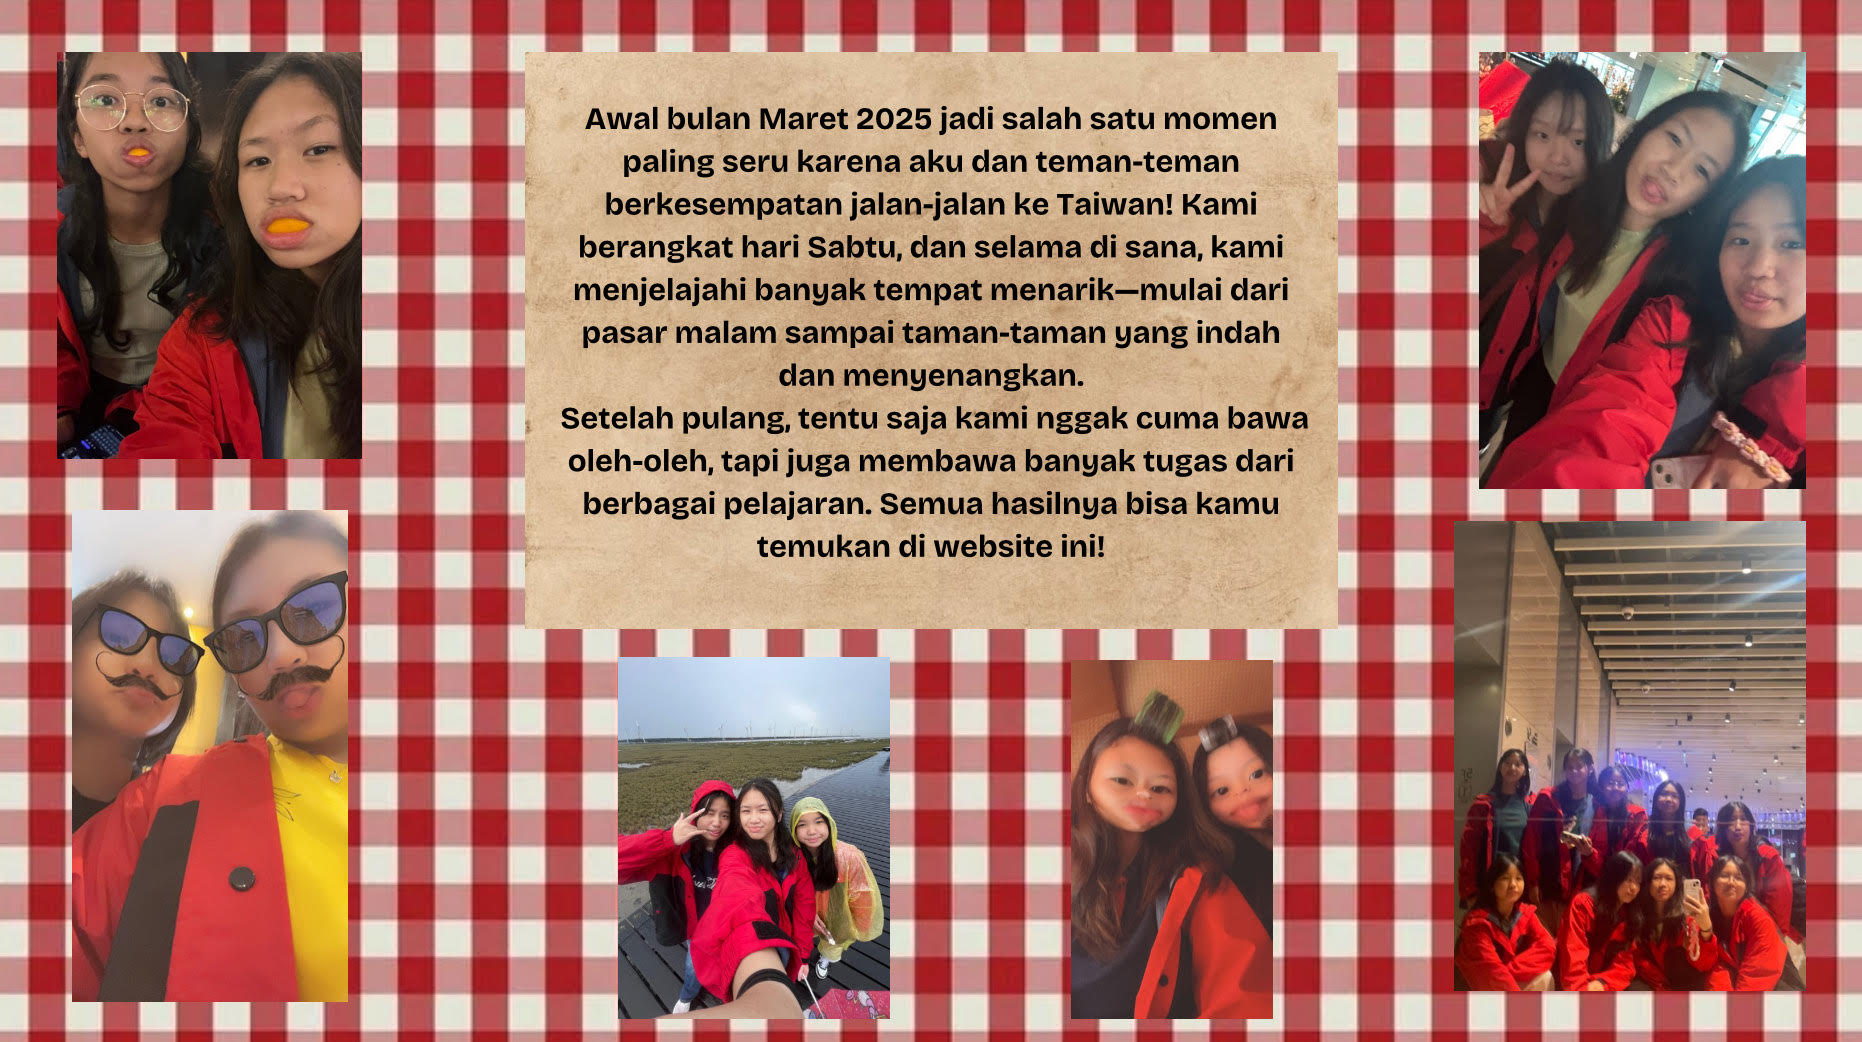 Awal bulan Maret 2025 jadi salah satu momen
paling seru karena aku dan teman-teman
berkesempatan jalan-jalan ke Taiwan! Kami
berangkat hari Sabtu, dan selama di sana, kami
menjelajahi banyak tempat menarik—mulai dari
pasar malam sampai taman-taman yang indah
dan menyenangkan.
Setelah pulang, tentu saja kami nggak cuma bawa
oleh-oleh, tapi juga membawa banyak tugas dari
berbagai pelajaran. Semua hasilnya bisa kamu
temukan di website ini!